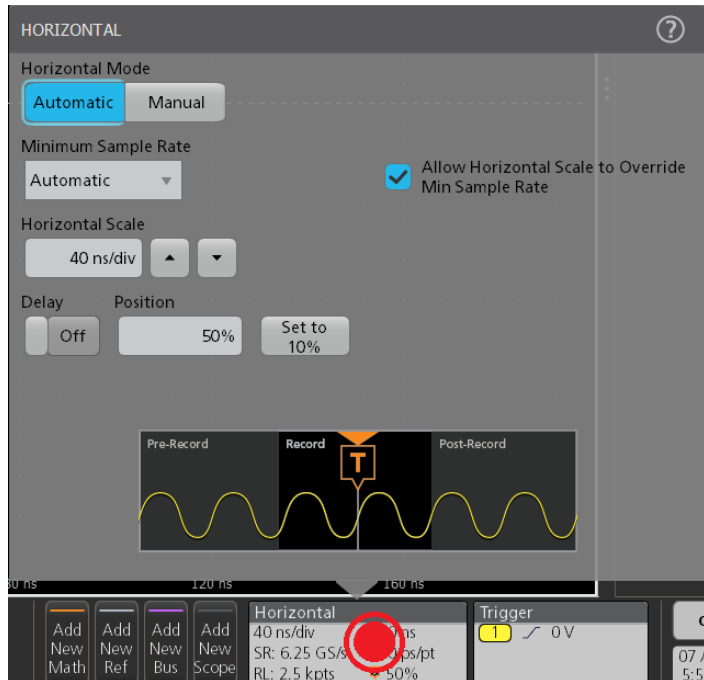 HORIZONTAL
?
Horizontal Mode
Automatic Manual
Minimum Sample Rate
Automatic
Allow Horizontal Scale to Override
Min Sample Rate
Horizontal Scale
40 ns/div
Delay Position
Off 50% Set to
10%
Pre-Record Record Post-Record
T
120 ns 160 ns
Add
New
Math
Add
New
Ref
Add
New
Bus
Add
New
Scope
Horizontal
40 ns/div
SR: 6.25 GS/s ps/pt
RL: 2.5 kpts 50%
Trigger
1 0 V
07 /